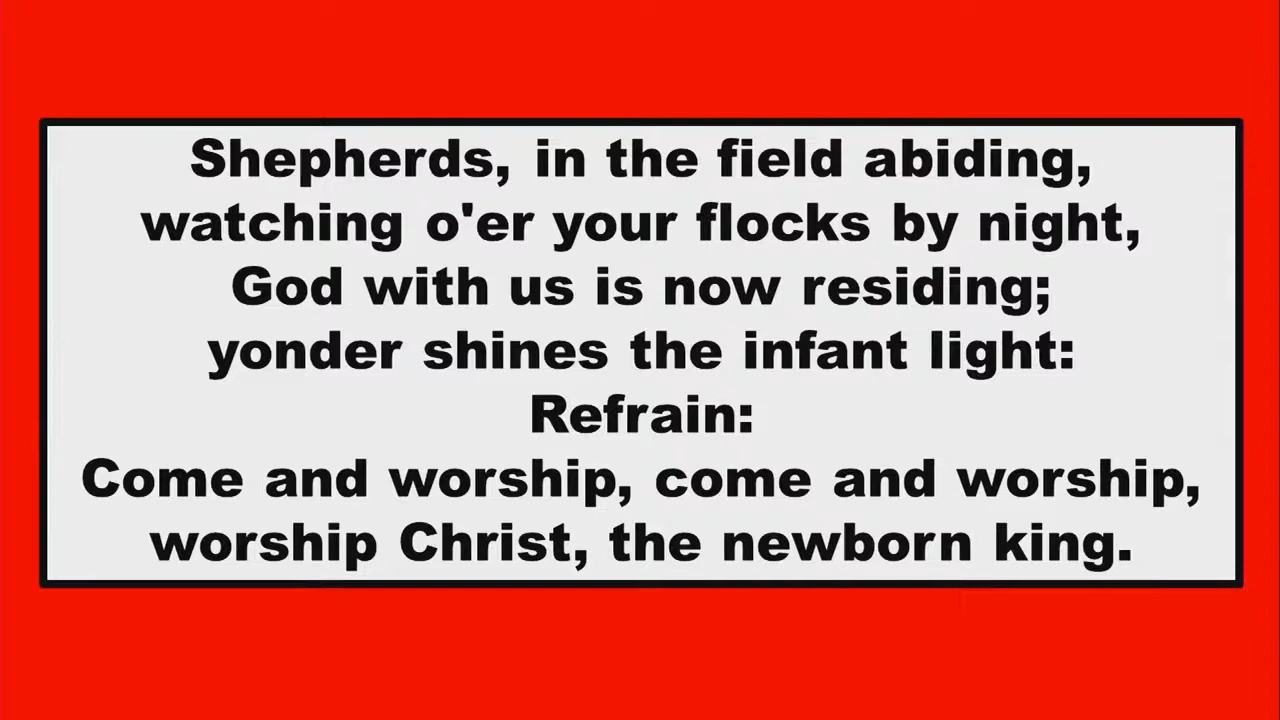 Shepherds, in the field abiding,
watching o'er your flocks by night,
God with us is now residing;
yonder shines the infant light:
Refrain:
Come and worship, come and worship,
worship Christ, the newborn king.